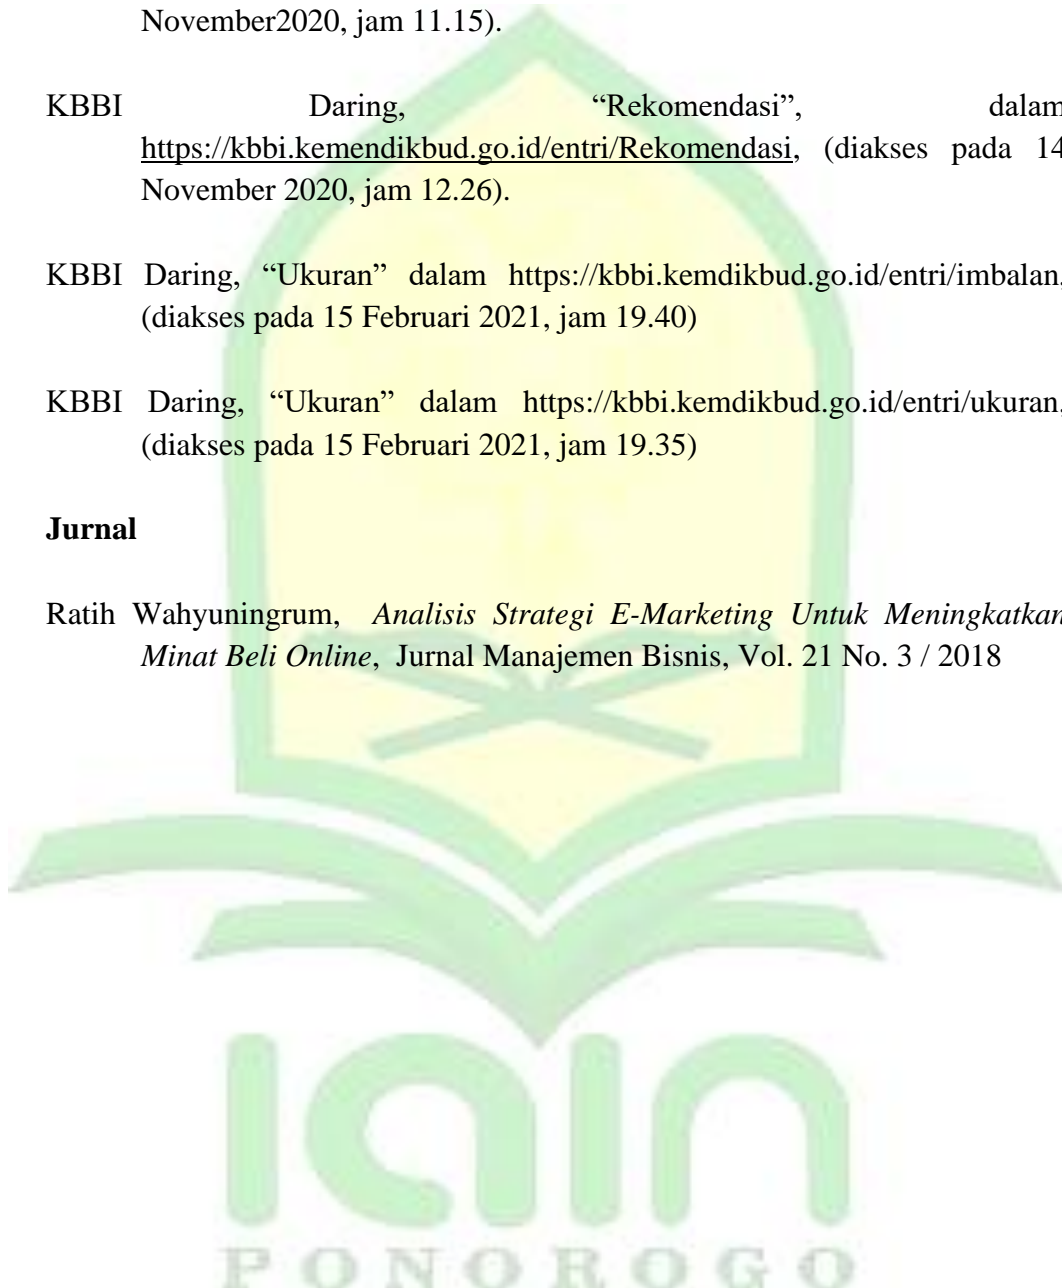 November2020, jam 11.15).
KBBI Daring, “Rekomendasi”, dalam
https://kbbi.kemendikbud.go.id/entri/Rekomendasi, (diakses pada 14
November 2020, jam 12.26).
KBBI Daring, “Ukuran” dalam https://kbbi.kemdikbud.go.id/entri/imbalan,
(diakses pada 15 Februari 2021, jam 19.40)
KBBI Daring, “Ukuran” dalam https://kbbi.kemdikbud.go.id/entri/ukuran,
(diakses pada 15 Februari 2021, jam 19.35)
Jurnal
Ratih Wahyuningrum, Analisis Strategi E-Marketing Untuk Meningkatkan
Minat Beli Online, Jurnal Manajemen Bisnis, Vol. 21 No. 3 / 2018
iain
PONOROGO